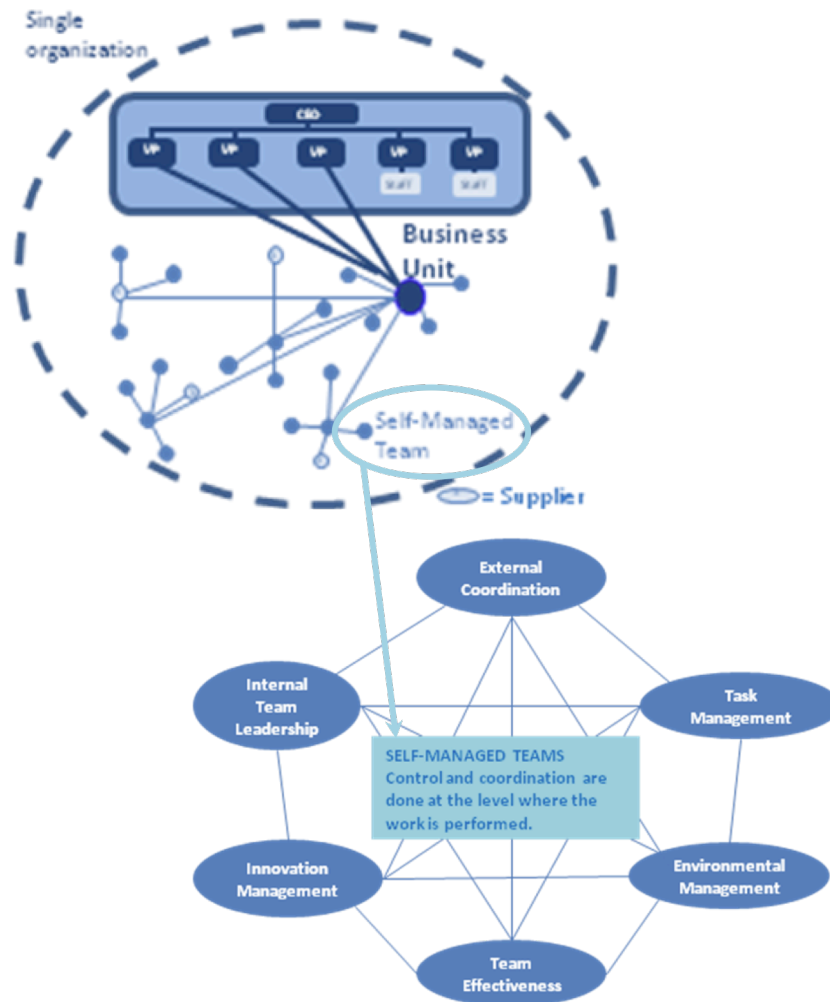 Single
organization
CEO
VP VP VP VP VP
STAFF STAFF
Business
Unit
Self-Managed
Team
= Supplier
External
Coordination
Internal
Team
Leadership
Task
Management
SELF-MANAGED TEAMS
Control and coordination are
done at the level where the
work is performed.
Innovation
Management
Environmental
Management
Team
Effectiveness